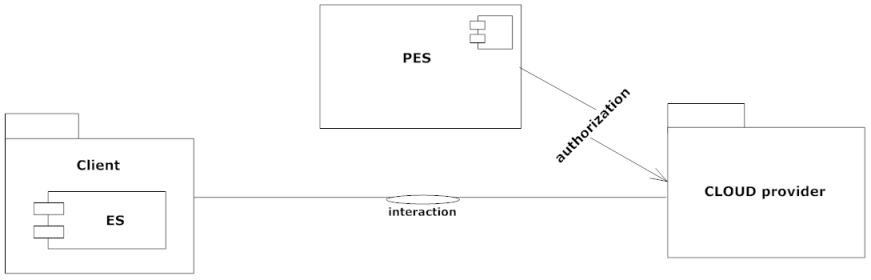 PES
authorization
Client
CLOUD provider
ES
interaction